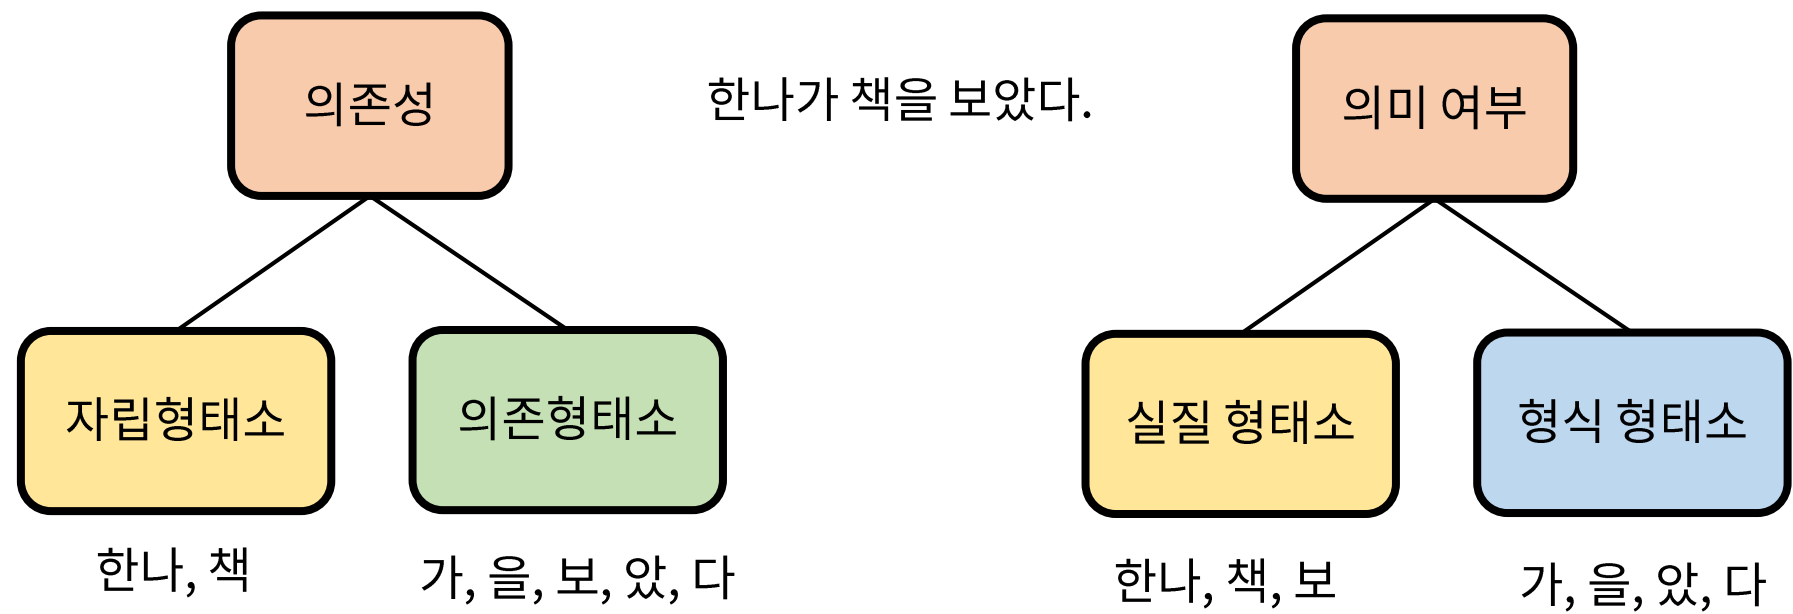 의존성
한나가 책을 보았다.
의미 여부
자립형태소
의존형태소
실질 형태소
형식 형태소
한나, 책
가, 을, 보, 았, 다
한나, 책, 보
가, 을, 았, 다